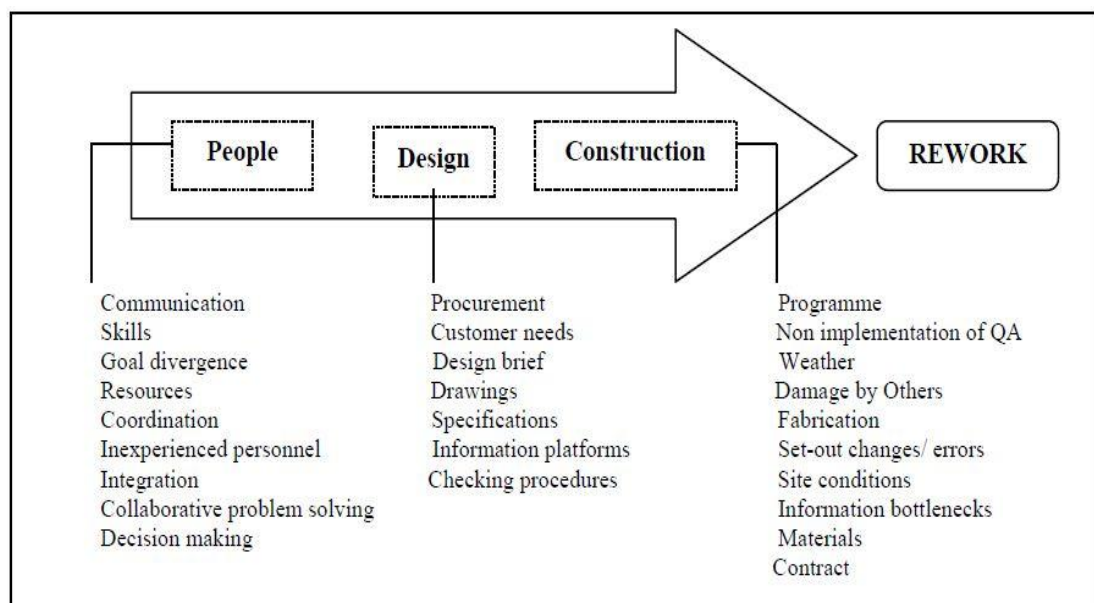 People
Design
Construction
REWORK
Communication
Skills
Goal divergence
Resources
Coordination
Inexperienced personnel
Integration
Collaborative problem solving
Decision making
Procurement
Customer needs
Design brief
Drawings
Specifications
Information platforms
Checking procedures
Programme
Non implementation of QA
Weather
Damage by Others
Fabrication
Set-out changes/ errors
Site conditions
Information bottlenecks
Materials
Contract